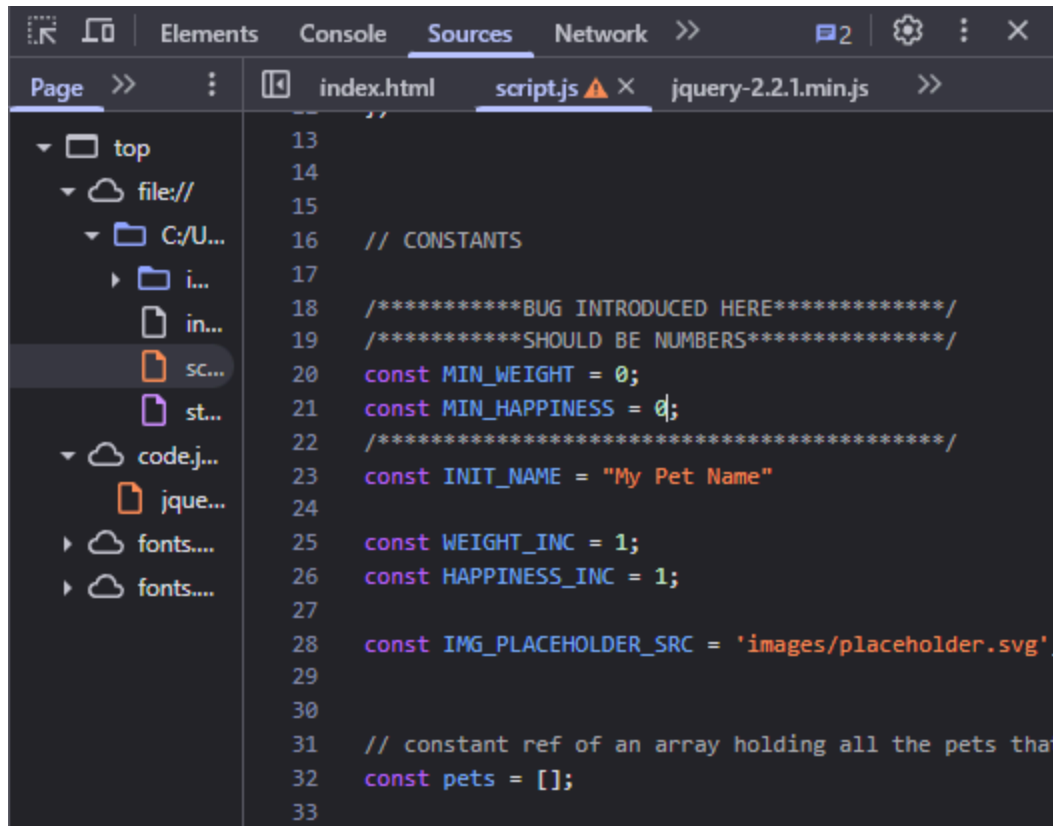 Elements Console Sources Network 2
Page index.html script.js jquery-2.2.1.min.js
top
file://
C:/U...
i...
in...
sc...
st...
code.j...
jque...
fonts....
fonts....
13
14
15
16 // CONSTANTS
17
18 /***********BUG INTRODUCED HERE*************/
19 /***********SHOULD BE NUMBERS***************/
20 const MIN_WEIGHT = 0;
21 const MIN_HAPPINESS = 0;
22 /*******************************************/
23 const INIT_NAME = "My Pet Name"
24
25 const WEIGHT_INC = 1;
26 const HAPPINESS_INC = 1;
27
28 const IMG_PLACEHOLDER_SRC = 'images/placeholder.svg'
29
30
31 // constant ref of an array holding all the pets
32 const pets = [];
33